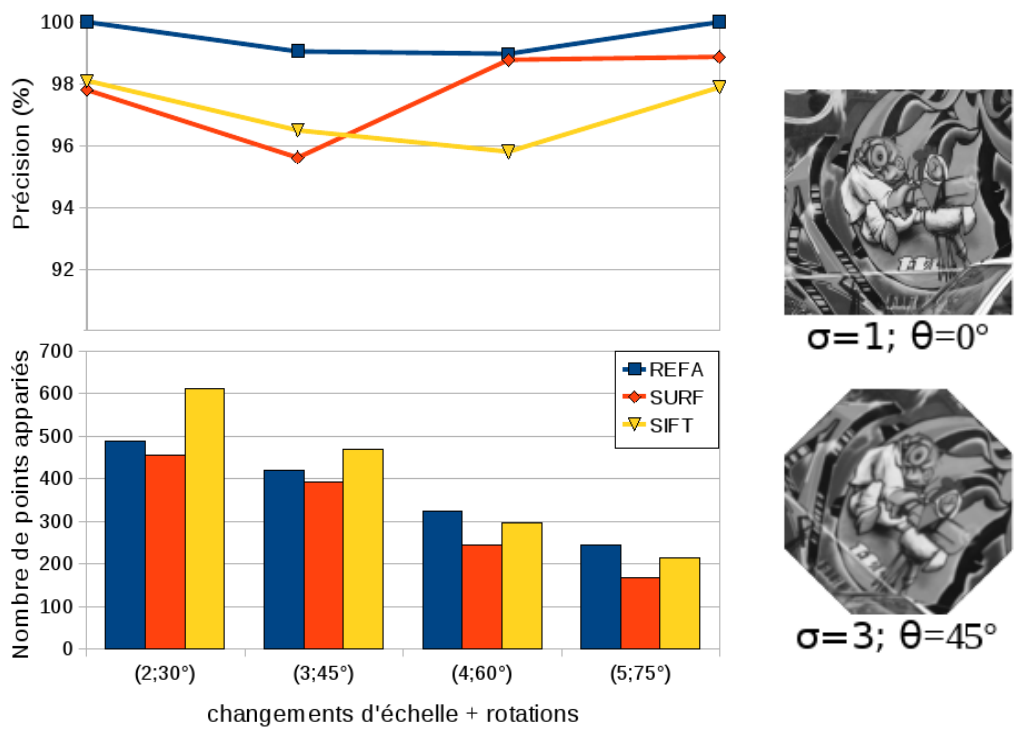 Précision (%)
100
98
96
94
92
Nombre de points appariés
700
600
500
400
300
200
100
0
REFA
SURF
SIFT
(2;30°) (3;45°) (4;60°) (5;75°)
changements d'échelle + rotations
σ=1; θ=0°
σ=3; θ=45°